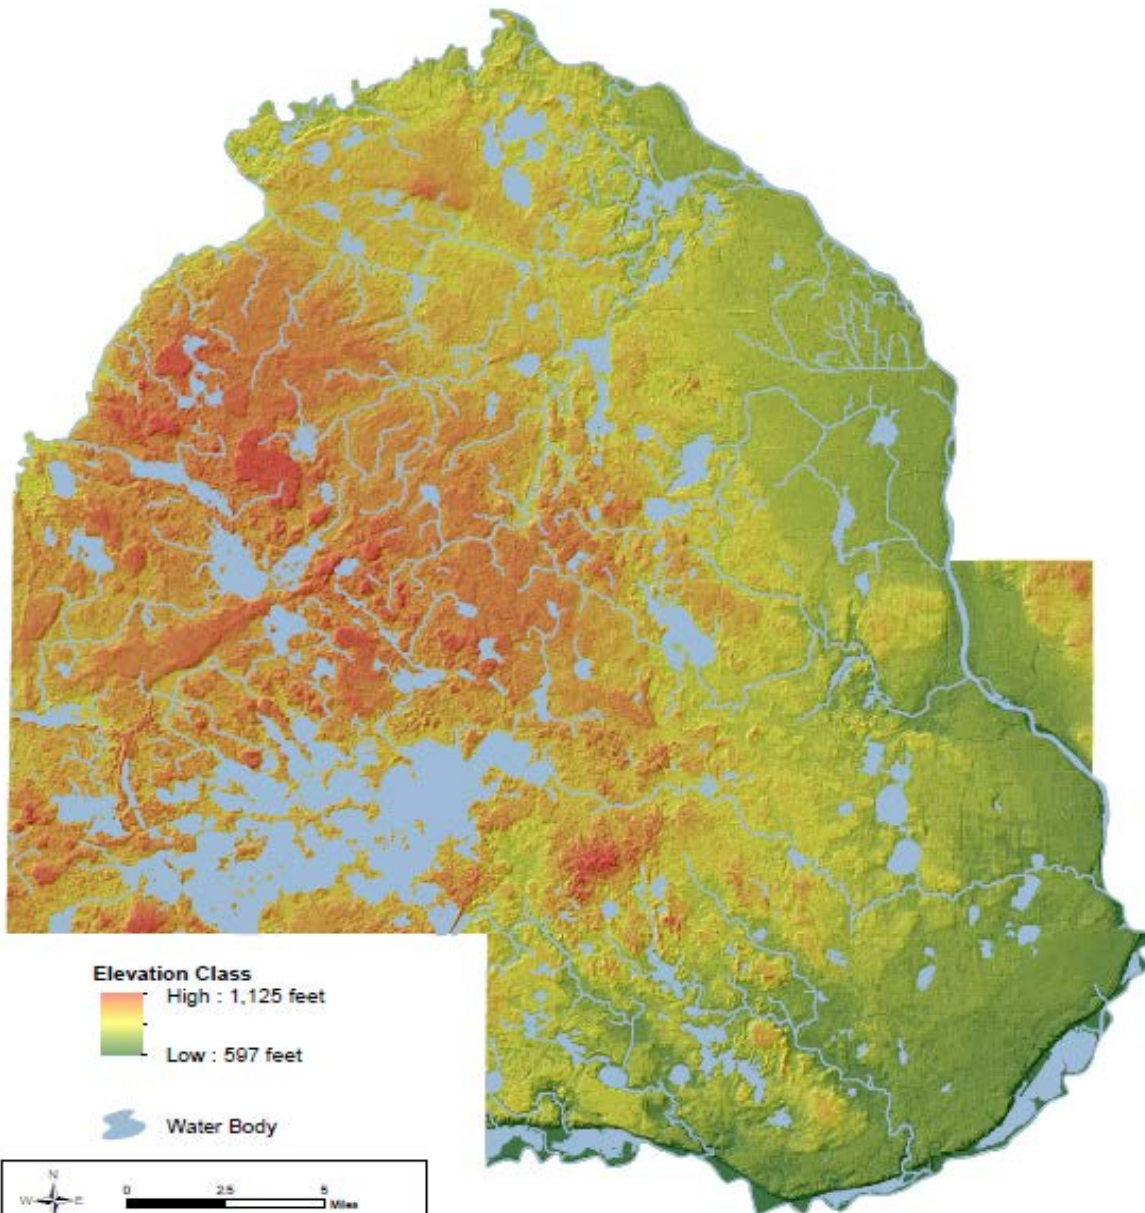 Elevation Class
High : 1,125 feet
Low : 597 feet
Water Body
N
W E
0 2.5 5
Miles